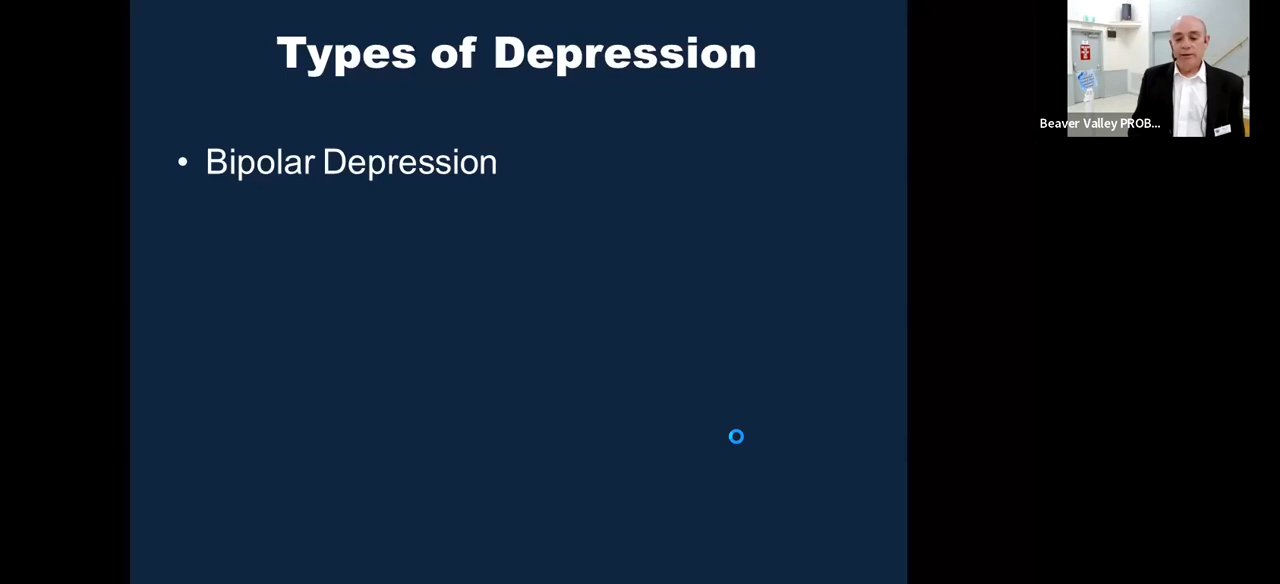 Types of Depression
• Bipolar Depression
Beaver Valley PROB...